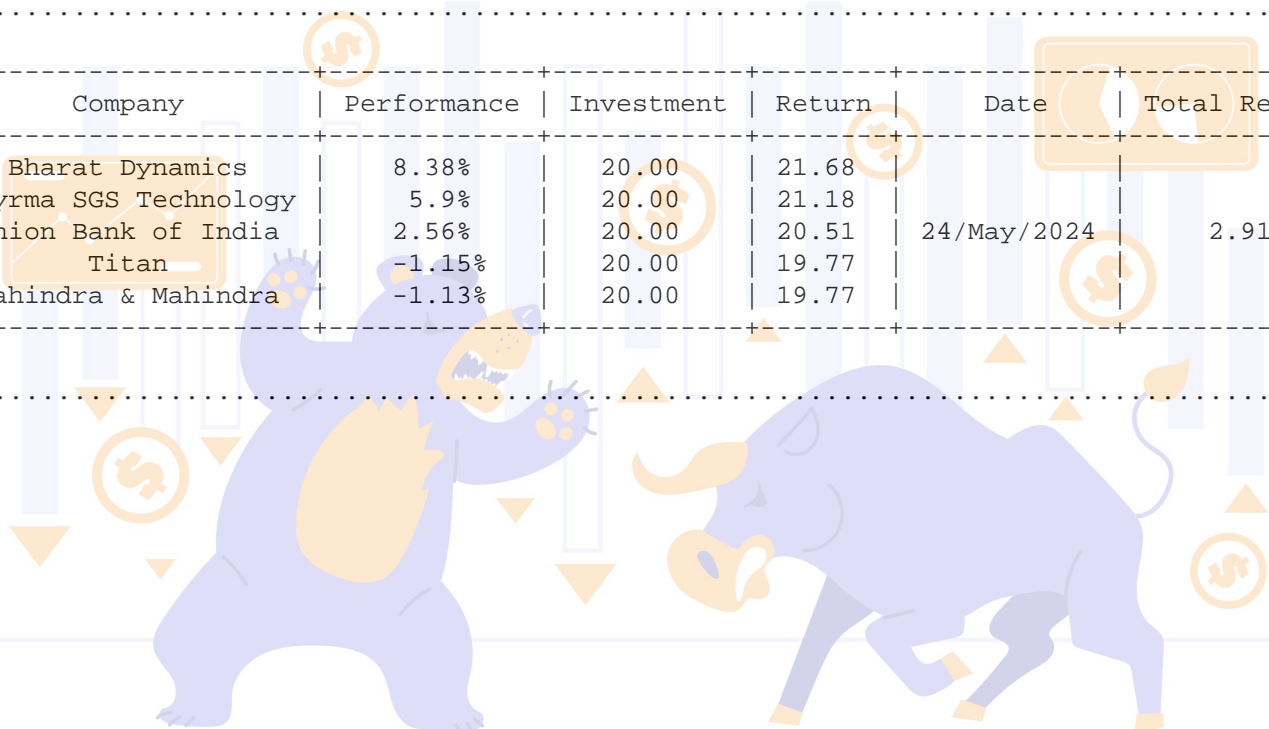 Company | Performance | Investment | Return | Date | Total Re
Bharat Dynamics | 8.38% | 20.00 | 21.68 | |
yrma SGS Technology | 5.9% | 20.00 | 21.18 | |
nion Bank of India | 2.56% | 20.00 | 20.51 | 24/May/2024 | 2.91
Titan | -1.15% | 20.00 | 19.77 | |
ahindra & Mahindra | -1.13% | 20.00 | 19.77 | |